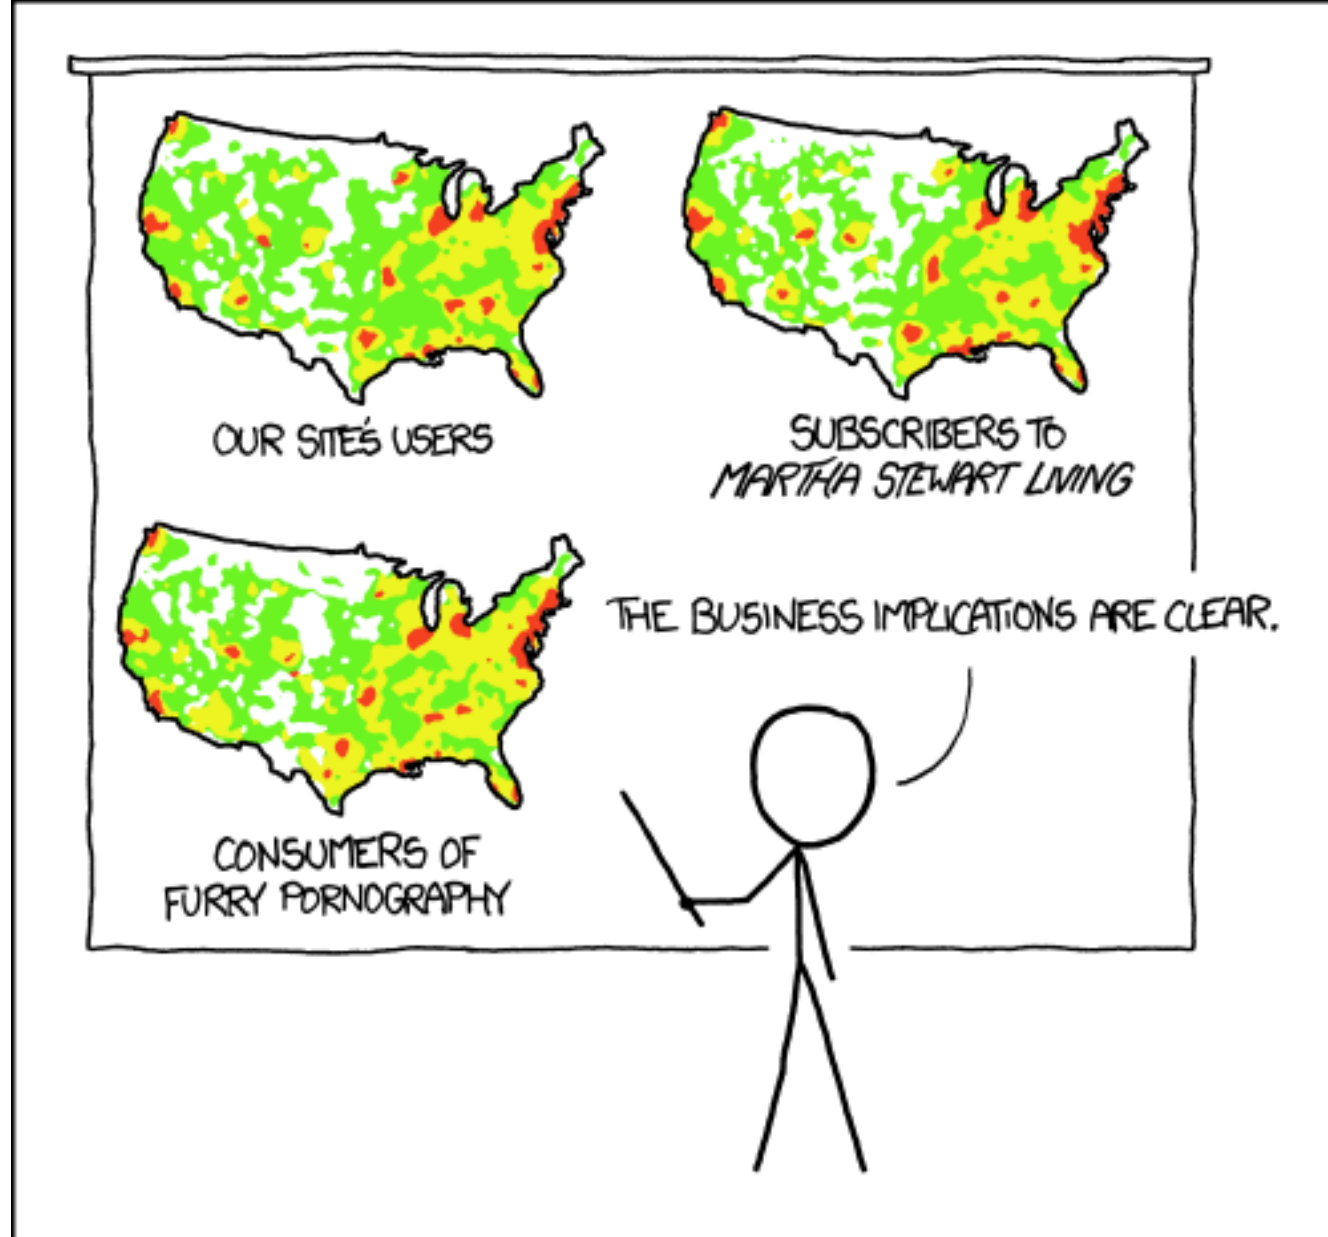 OUR SITE'S USERS
SUBSCRIBERS TO
MARTHA STEWART LIVING
CONSUMERS OF
FURRY PORNOGRAPHY
THE BUSINESS IMPLICATIONS ARE CLEAR.